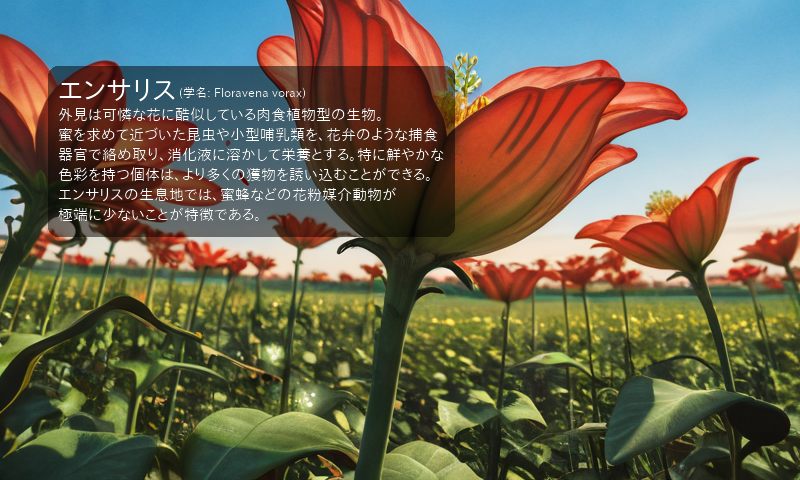 エンサリス (学名: Floravena vorax)
外見は可憐な花に酷似している肉食植物型の生物。
蜜を求めて近づいた昆虫や小型哺乳類を、花弁のような捕食
器官で絡め取り、消化液に溶かして栄養とする。特に鮮やかな
色彩を持つ個体は、より多くの獲物を誘い込むことができる。
エンサリスの生息地では、蜜蜂などの花粉媒介動物が
極端に少ないことが特徴である。